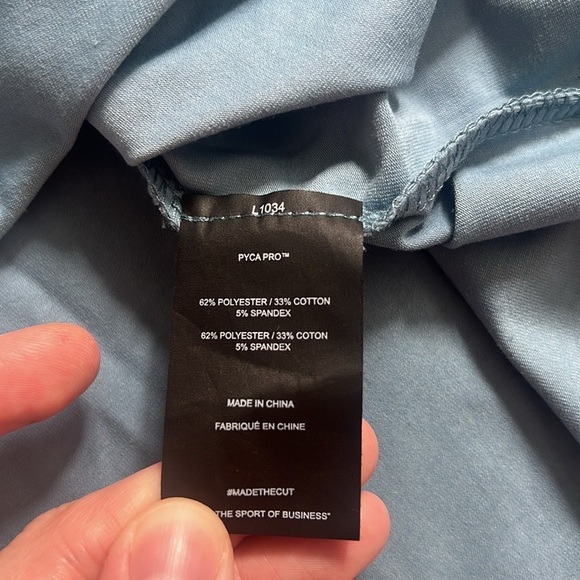 L1034
PYCA PRO™
62% POLYESTER / 33% COTTON
5% SPANDEX
62% POLYESTER / 33% COTON
5% SPANDEX
MADE IN CHINA
FABRIQUÉ EN CHINE
#MADETHECUT
THE SPORT OF BUSINESS"